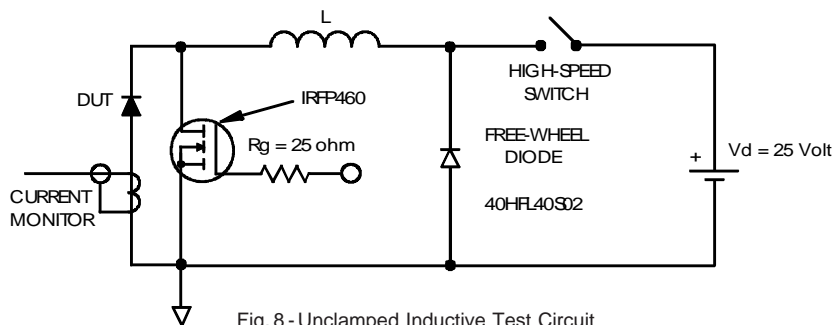 L
HIGH-SPEED
SWITCH
DUT
IRFP460
Rg = 25 ohm
FREE-WHEEL
DIODE
+
Vd = 25 Volt
40HFL40S02
CURRENT
MONITOR
Fig. 8 - Unclamped Inductive Test Circuit